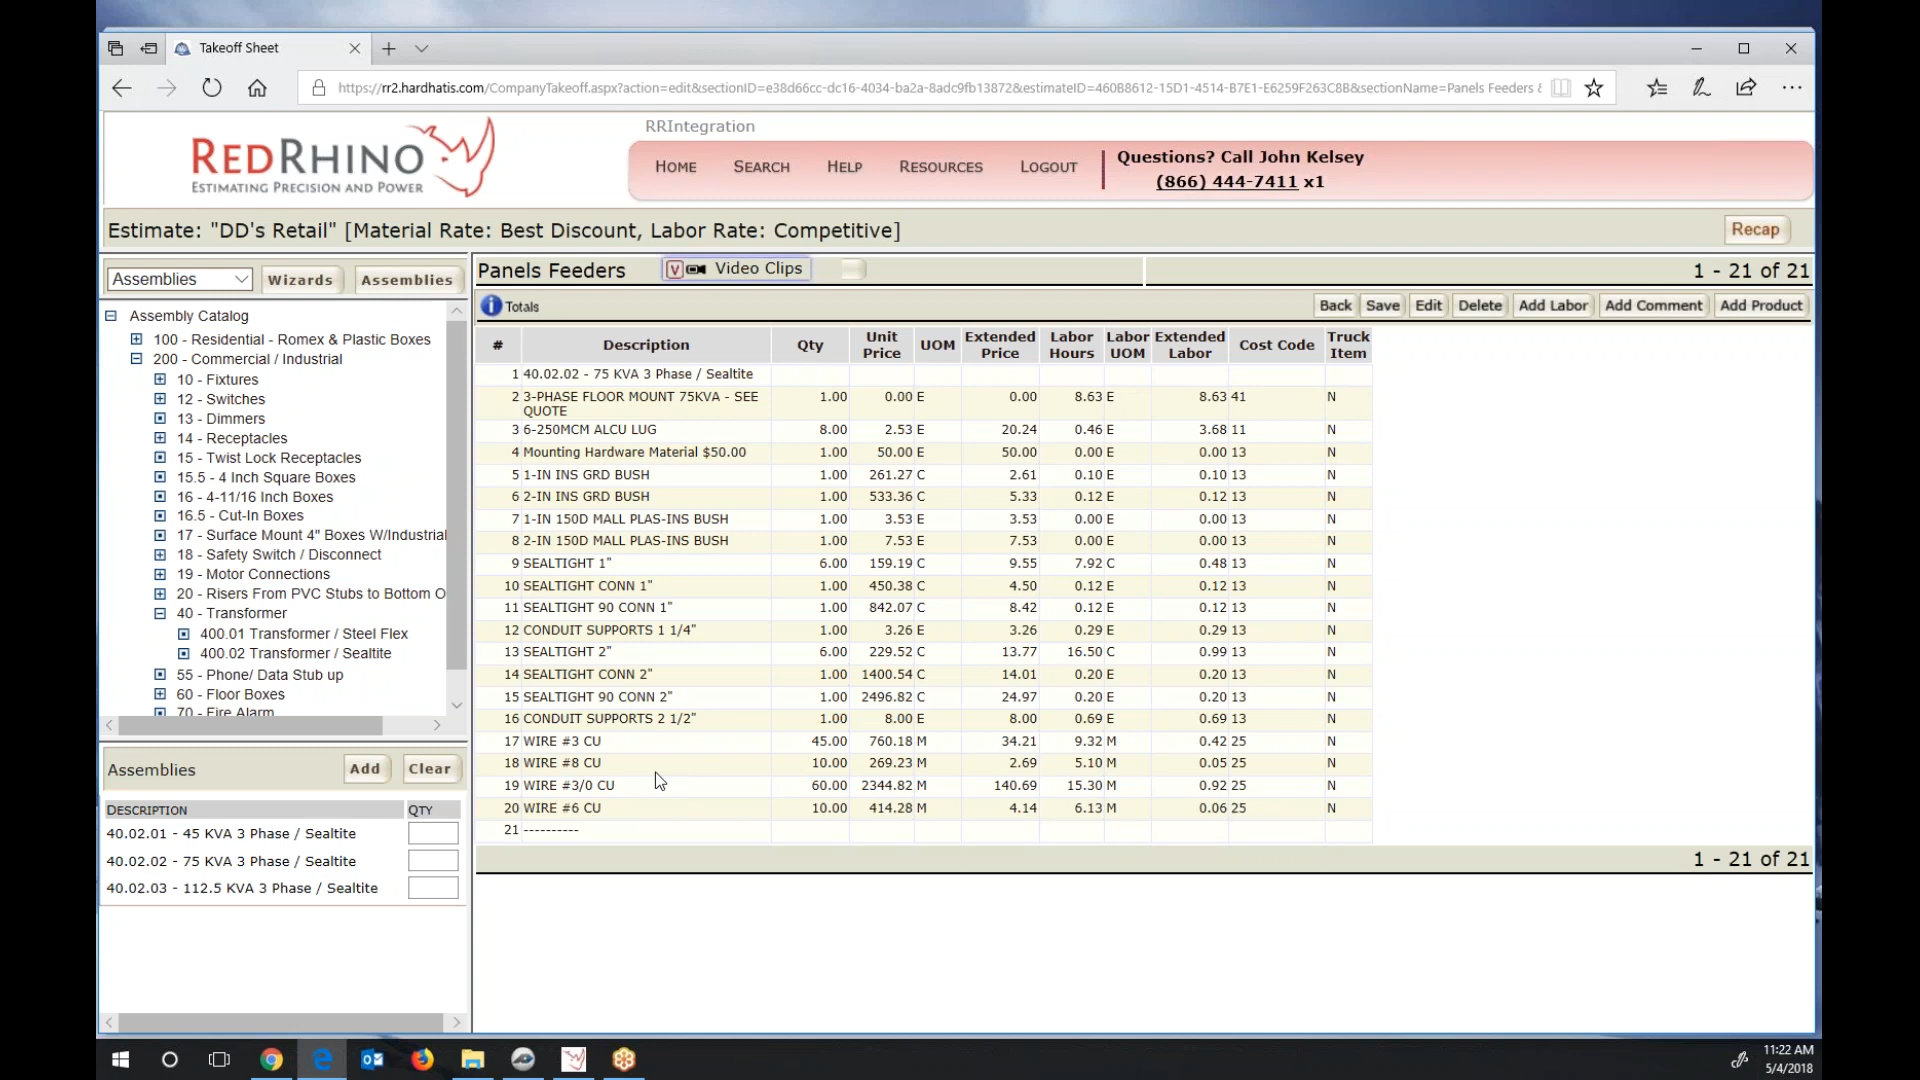 Takeoff Sheet
https://rr2.hardhatis.com/CompanyTakeoff.aspx?action=edit&sectionID=e38d66cc-dc16-4034-ba2a-8adc9fb13872&estimateID=460B8612-15D1-4514-B7E1-E6259F263C8B&sectionName=Panels Feeders &
RRIntegration
REDRHINO
ESTIMATING PRECISION AND POWER
HOME SEARCH HELP RESOURCES LOGOUT
Questions? Call John Kelsey
(866) 444-7411 x1
Estimate: "DD's Retail" [Material Rate: Best Discount, Labor Rate: Competitive]
Recap
Assemblies Wizards Assemblies
Assembly Catalog
100 - Residential - Romex & Plastic Boxes
200 - Commercial / Industrial
10 - Fixtures
12 - Switches
13 - Dimmers
14 - Receptacles
15 - Twist Lock Receptacles
15.5 - 4 Inch Square Boxes
16 - 4-11/16 Inch Boxes
16.5 - Cut-In Boxes
17 - Surface Mount 4" Boxes W/Industrial
18 - Safety Switch / Disconnect
19 - Motor Connections
20 - Risers From PVC Stubs to Bottom O
40 - Transformer
400.01 Transformer / Steel Flex
400.02 Transformer / Sealtite
55 - Phone/ Data Stub up
60 - Floor Boxes
70 - Fire Alarm
Assemblies Add Clear
DESCRIPTION QTY
40.02.01 - 45 KVA 3 Phase / Sealtite
40.02.02 - 75 KVA 3 Phase / Sealtite
40.02.03 - 112.5 KVA 3 Phase / Sealtite
Panels Feeders V Video Clips 1 - 21 of 21
i Totals Back Save Edit Delete Add Labor Add Comment Add Product
# Description Qty Unit Price UOM Extended Price Labor Hours Labor UOM Extended Labor Cost Code Truck Item
1 40.02.02 - 75 KVA 3 Phase / Sealtite
2 3-PHASE FLOOR MOUNT 75KVA - SEE QUOTE 1.00 0.00 E 0.00 8.63 E 8.63 41 N
3 6-250MCM ALCU LUG 8.00 2.53 E 20.24 0.46 E 3.68 11 N
4 Mounting Hardware Material $50.00 1.00 50.00 E 50.00 0.00 E 0.00 13 N
5 1-IN INS GRD BUSH 1.00 261.27 C 2.61 0.10 E 0.10 13 N
6 2-IN INS GRD BUSH 1.00 533.36 C 5.33 0.12 E 0.12 13 N
7 1-IN 150D MALL PLAS-INS BUSH 1.00 3.53 E 3.53 0.00 E 0.00 13 N
8 2-IN 150D MALL PLAS-INS BUSH 1.00 7.53 E 7.53 0.00 E 0.00 13 N
9 SEALTIGHT 1" 6.00 159.19 C 9.55 7.92 C 0.48 13 N
10 SEALTIGHT CONN 1" 1.00 450.38 C 4.50 0.12 E 0.12 13 N
11 SEALTIGHT 90 CONN 1" 1.00 842.07 C 8.42 0.12 E 0.12 13 N
12 CONDUIT SUPPORTS 1 1/4" 1.00 3.26 E 3.26 0.29 E 0.29 13 N
13 SEALTIGHT 2" 6.00 229.52 C 13.77 16.50 C 0.99 13 N
14 SEALTIGHT CONN 2" 1.00 1400.54 C 14.01 0.20 E 0.20 13 N
15 SEALTIGHT 90 CONN 2" 1.00 2496.82 C 24.97 0.20 E 0.20 13 N
16 CONDUIT SUPPORTS 2 1/2" 1.00 8.00 E 8.00 0.69 E 0.69 13 N
17 WIRE #3 CU 45.00 760.18 M 34.21 9.32 M 0.42 25 N
18 WIRE #8 CU 10.00 269.23 M 2.69 5.10 M 0.05 25 N
19 WIRE #3/0 CU 60.00 2344.82 M 140.69 15.30 M 0.92 25 N
20 WIRE #6 CU 10.00 414.28 M 4.14 6.13 M 0.06 25 N
21 ----------
1 - 21 of 21
11:22 AM
5/4/2018